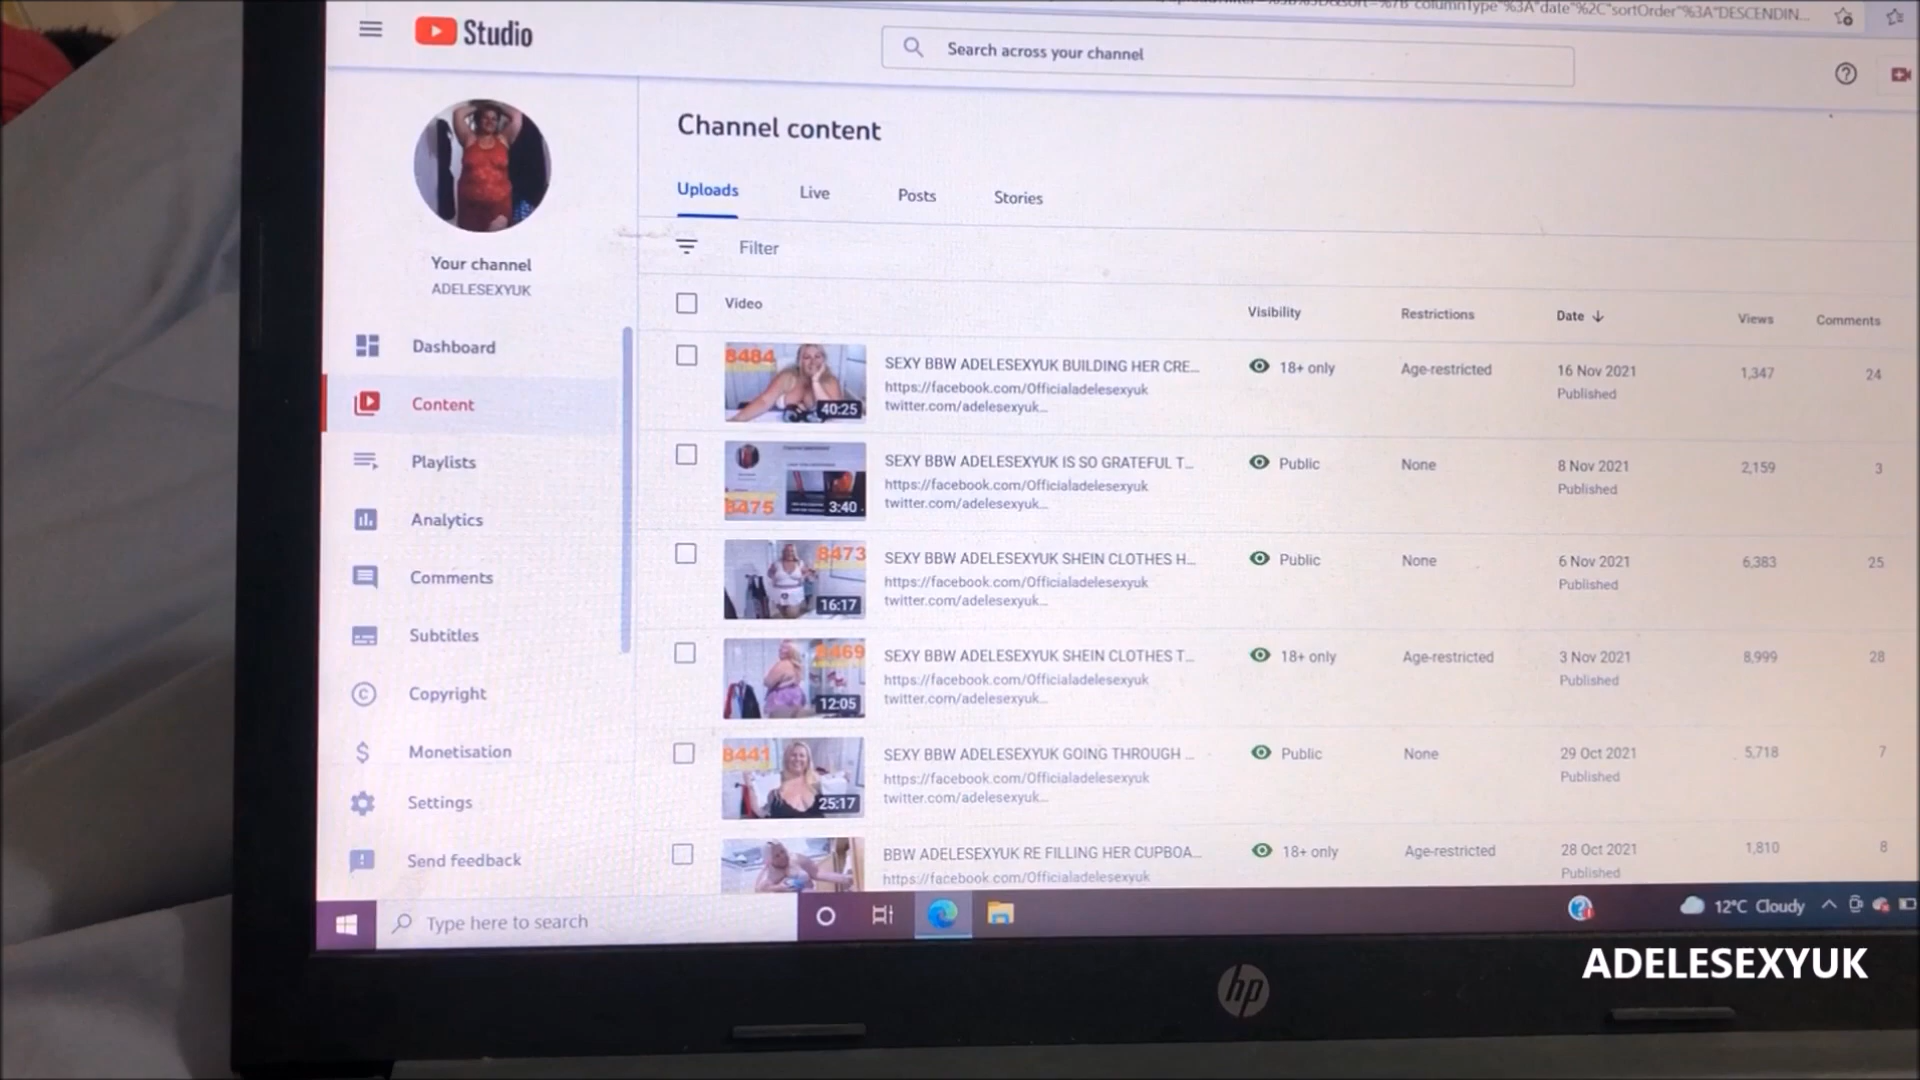 columnType"%3A"date"%2C"sortOrder"%3A"DESCENDIN...
Studio
Search across your channel
Your channel
ADELESEXYUK
Dashboard
Content
Playlists
Analytics
Comments
Subtitles
Copyright
Monetisation
Settings
Send feedback
Channel content
Uploads Live Posts Stories
Filter
Video Visibility Restrictions Date Views Comments
8484 40:25
SEXY BBW ADELESEXYUK BUILDING HER CRE... 18+ only Age-restricted 16 Nov 2021 1,347 24
https://facebook.com/Officialadelesexyuk Published
twitter.com/adelesexyuk...
8475 3:40
SEXY BBW ADELESEXYUK IS SO GRATEFUL T... Public None 8 Nov 2021 2,159 3
https://facebook.com/Officialadelesexyuk Published
twitter.com/adelesexyuk...
8473 16:17
SEXY BBW ADELESEXYUK SHEIN CLOTHES H... Public None 6 Nov 2021 6,383 25
https://facebook.com/Officialadelesexyuk Published
twitter.com/adelesexyuk...
8469 12:05
SEXY BBW ADELESEXYUK SHEIN CLOTHES T... 18+ only Age-restricted 3 Nov 2021 8,999 28
https://facebook.com/Officialadelesexyuk Published
twitter.com/adelesexyuk...
8441 25:17
SEXY BBW ADELESEXYUK GOING THROUGH ... Public None 29 Oct 2021 5,718 7
https://facebook.com/Officialadelesexyuk Published
twitter.com/adelesexyuk...
BBW ADELESEXYUK RE FILLING HER CUPBOA... 18+ only Age-restricted 28 Oct 2021 1,810 8
https://facebook.com/Officialadelesexyuk Published
Type here to search
12°C Cloudy
ADELESEXYUK
hp